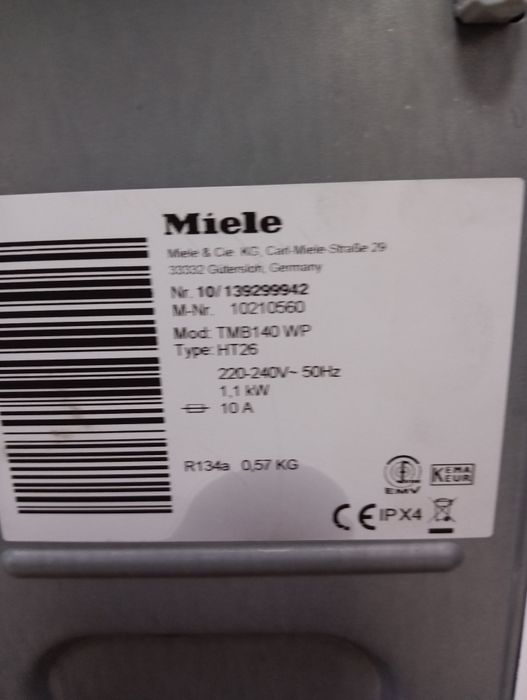 Miele
Miele & Cie. KG, Carl-Miele-Straße 29
33332 Gütersloh, Germany
Nr. 10/139299942
M-Nr. 10210560
Mod: TMB140 WP
Type: HT26
220-240V~ 50Hz
1,1 kW
10 A
R134a 0,57 KG
KEMA
KEUR
EMV
CE IPX4